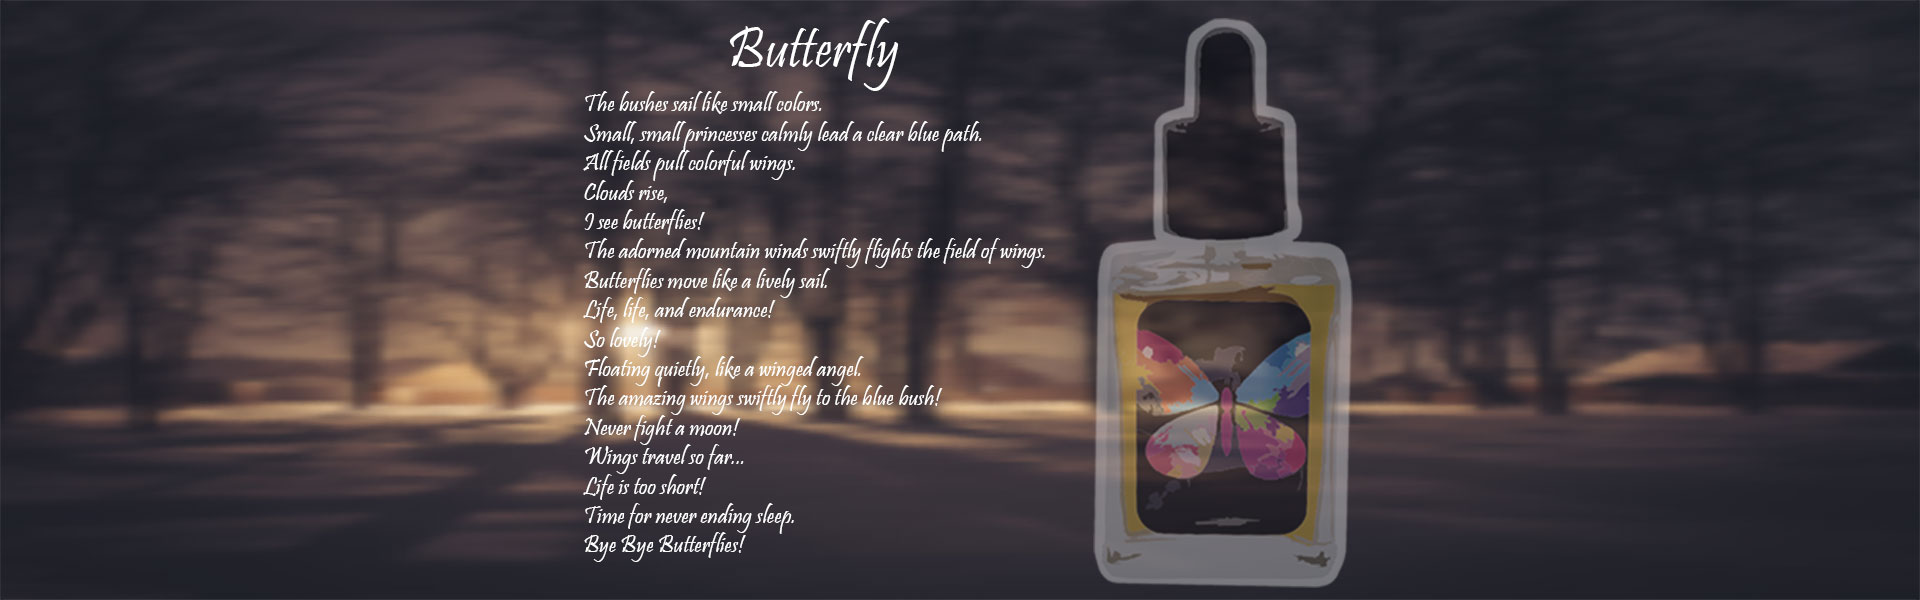 Butterfly
The bushes sail like small colors.
Small, small princesses calmly lead a clear blue path.
All fields pull colorful wings.
Clouds rise,
I see butterflies!
The adorned mountain winds swiftly flights the field of wings.
Butterflies move like a lively sail.
Life, life, and endurance!
So lovely!
Floating quietly, like a winged angel.
The amazing wings swiftly fly to the blue bush!
Never fight a moon!
Wings travel so far...
Life is too short!
Time for never ending sleep.
Bye Bye Butterflies!